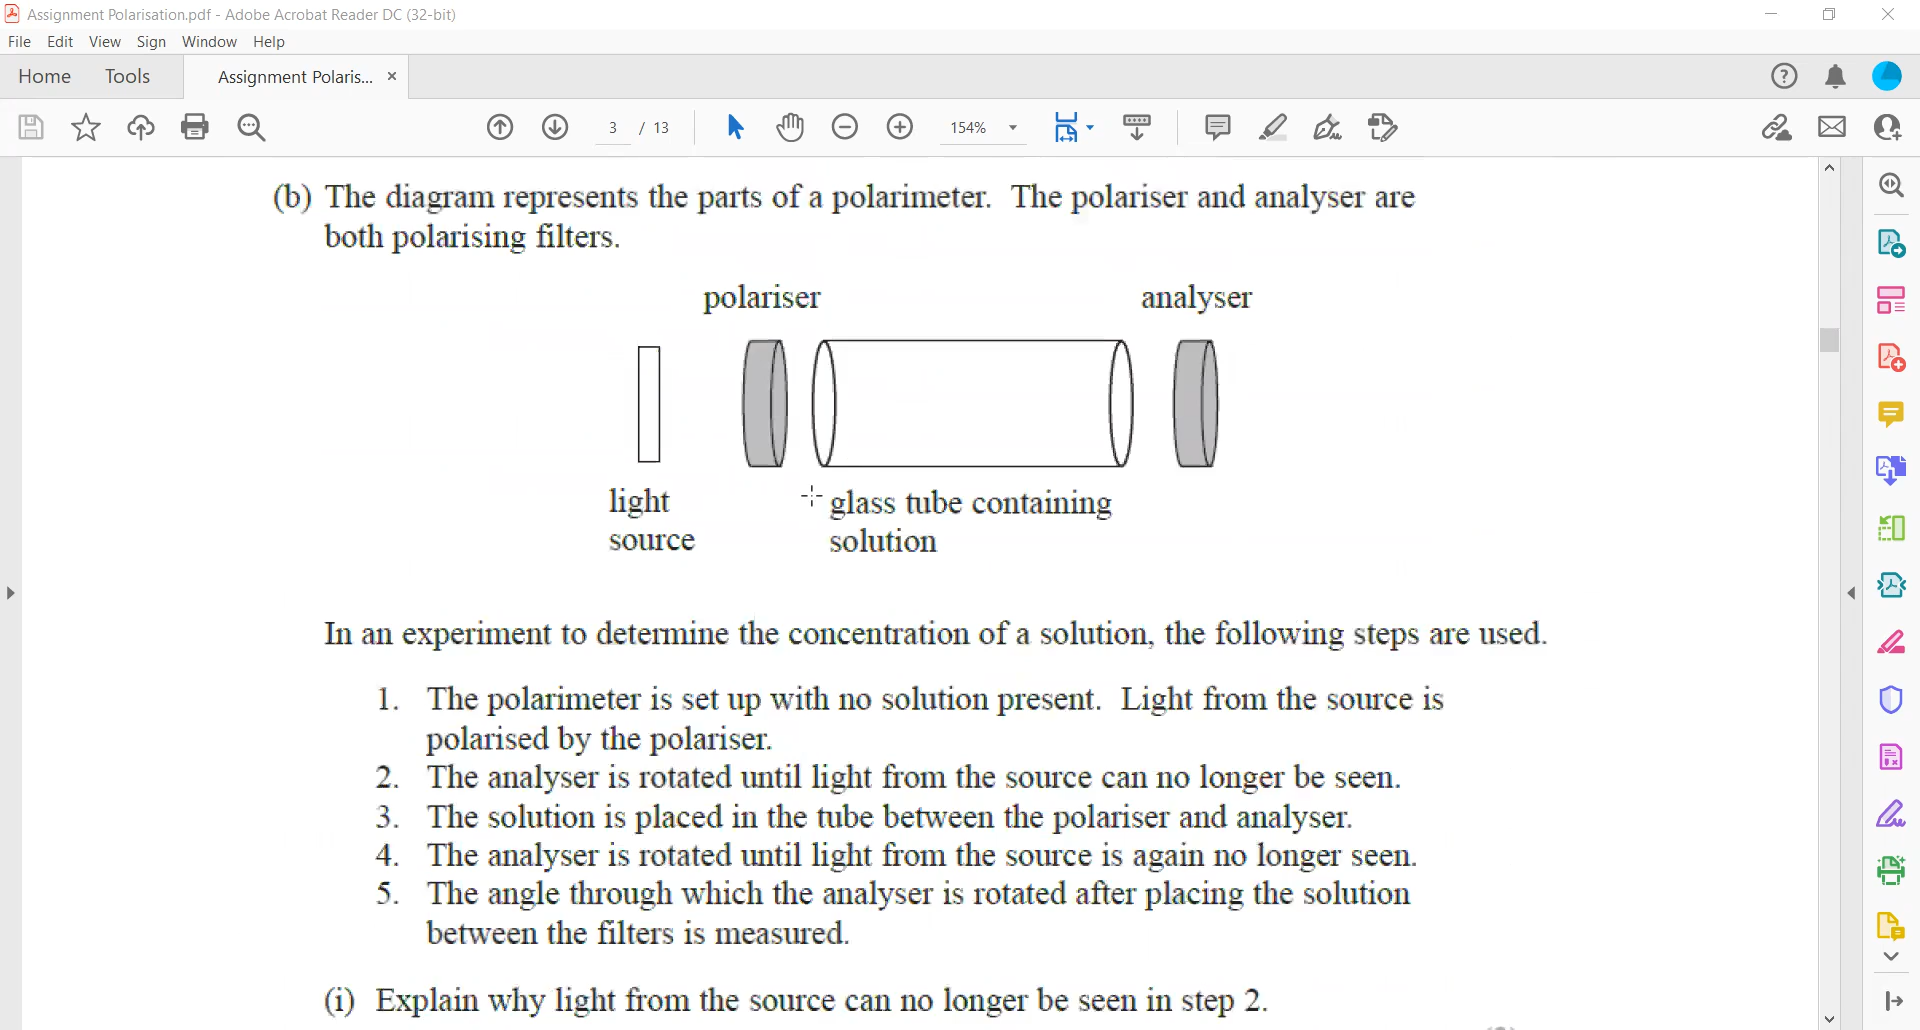 Assignment Polarisation.pdf - Adobe Acrobat Reader DC (32-bit)
File Edit View Sign Window Help
Home Tools Assignment Polaris... ×
3 / 13 154%
(b) The diagram represents the parts of a polarimeter. The polariser and analyser are
both polarising filters.
polariser analyser
light glass tube containing
source solution
In an experiment to determine the concentration of a solution, the following steps are used.
1. The polarimeter is set up with no solution present. Light from the source is
polarised by the polariser.
2. The analyser is rotated until light from the source can no longer be seen.
3. The solution is placed in the tube between the polariser and analyser.
4. The analyser is rotated until light from the source is again no longer seen.
5. The angle through which the analyser is rotated after placing the solution
between the filters is measured.
(i) Explain why light from the source can no longer be seen in step 2.